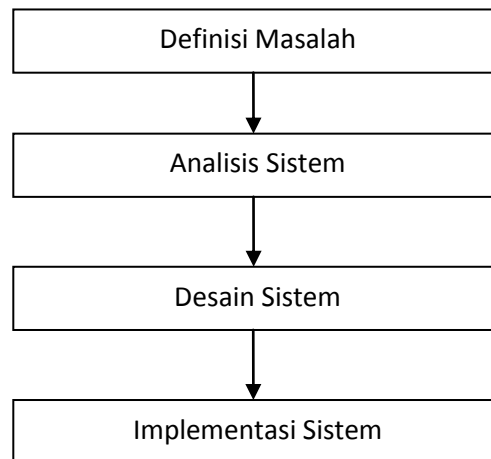 Definisi Masalah
Analisis Sistem
Desain Sistem
Implementasi Sistem